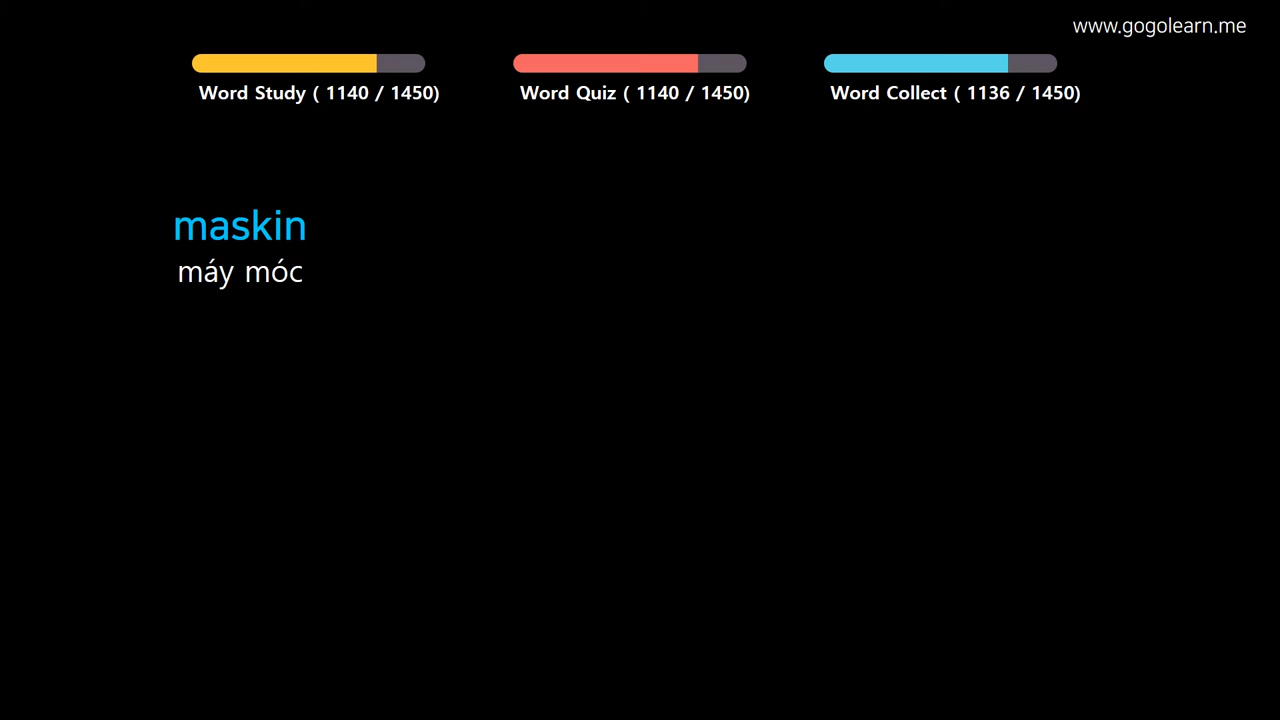 www.gogolearn.me
Word Study ( 1140 / 1450)
Word Quiz ( 1140 / 1450)
Word Collect ( 1136 / 1450)
maskin
máy móc